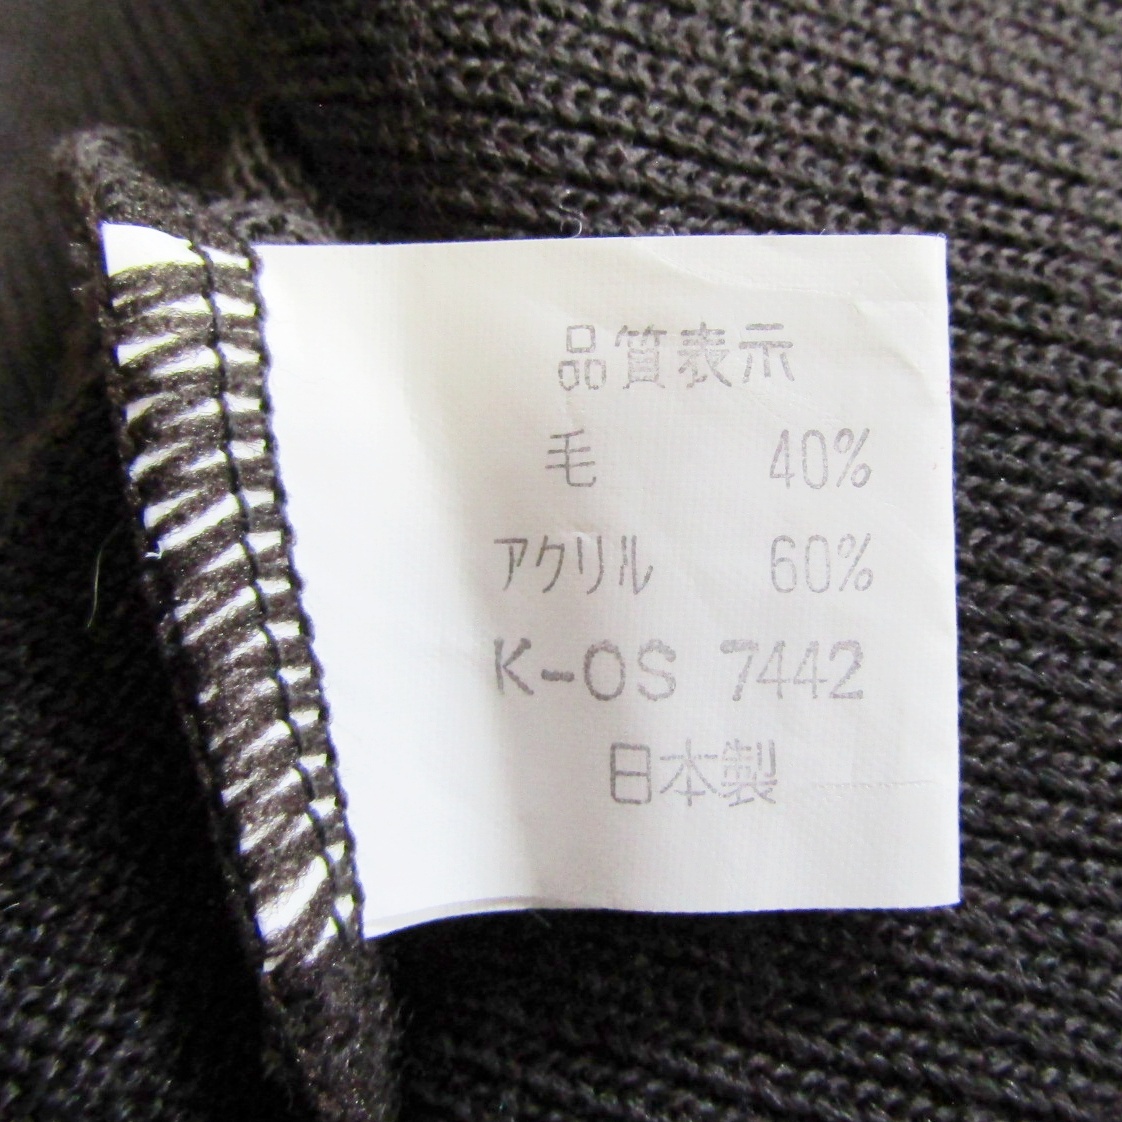 品質表示
毛 40%
アクリル 60%
K-OS 7442
日本製